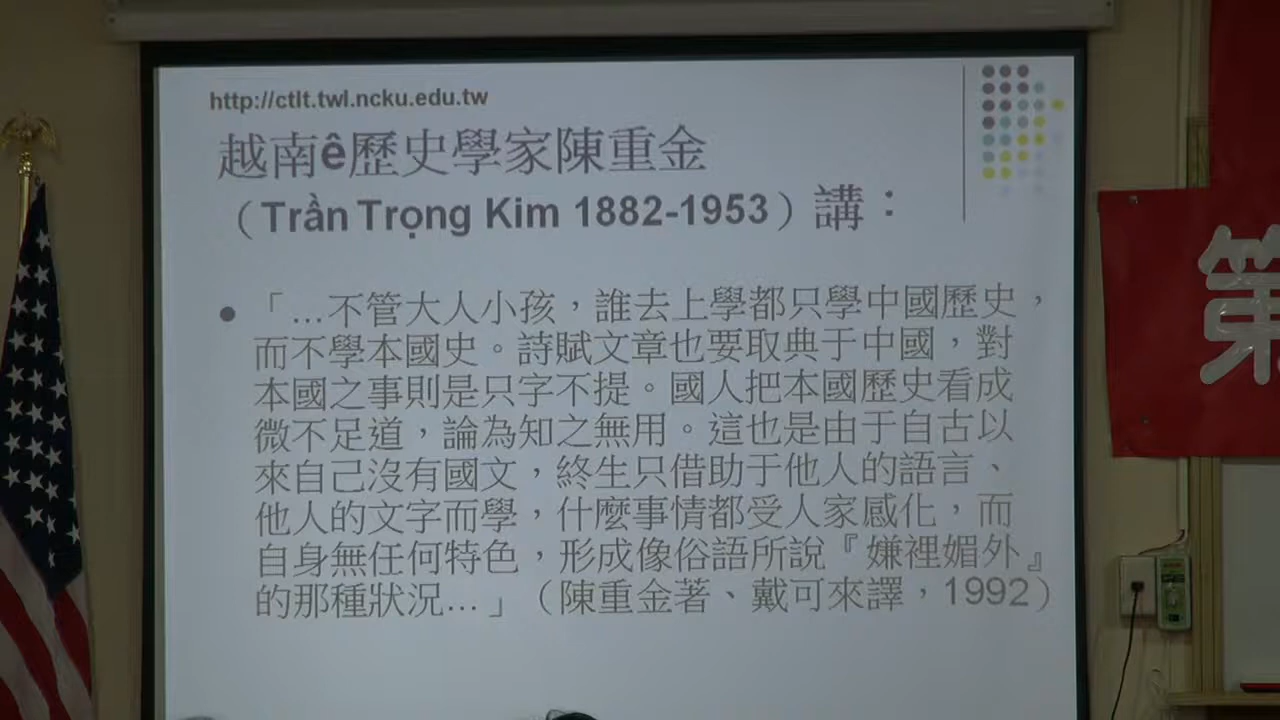 http://ctlt.twl.ncku.edu.tw
越南ê歷史學家陳重金
（Trần Trọng Kim 1882-1953）講：
● 「...不管大人小孩，誰去上學都只學中國歷史，
而不學本國史。詩賦文章也要取典于中國，對
本國之事則是只字不提。國人把本國歷史看成
微不足道，論為知之無用。這也是由于自古以
來自己沒有國文，終生只借助于他人的語言、
他人的文字而學，什麼事情都受人家感化，而
自身無任何特色，形成像俗語所說『嫌裡媚外』
的那種狀況...」（陳重金著、戴可來譯，1992）
第